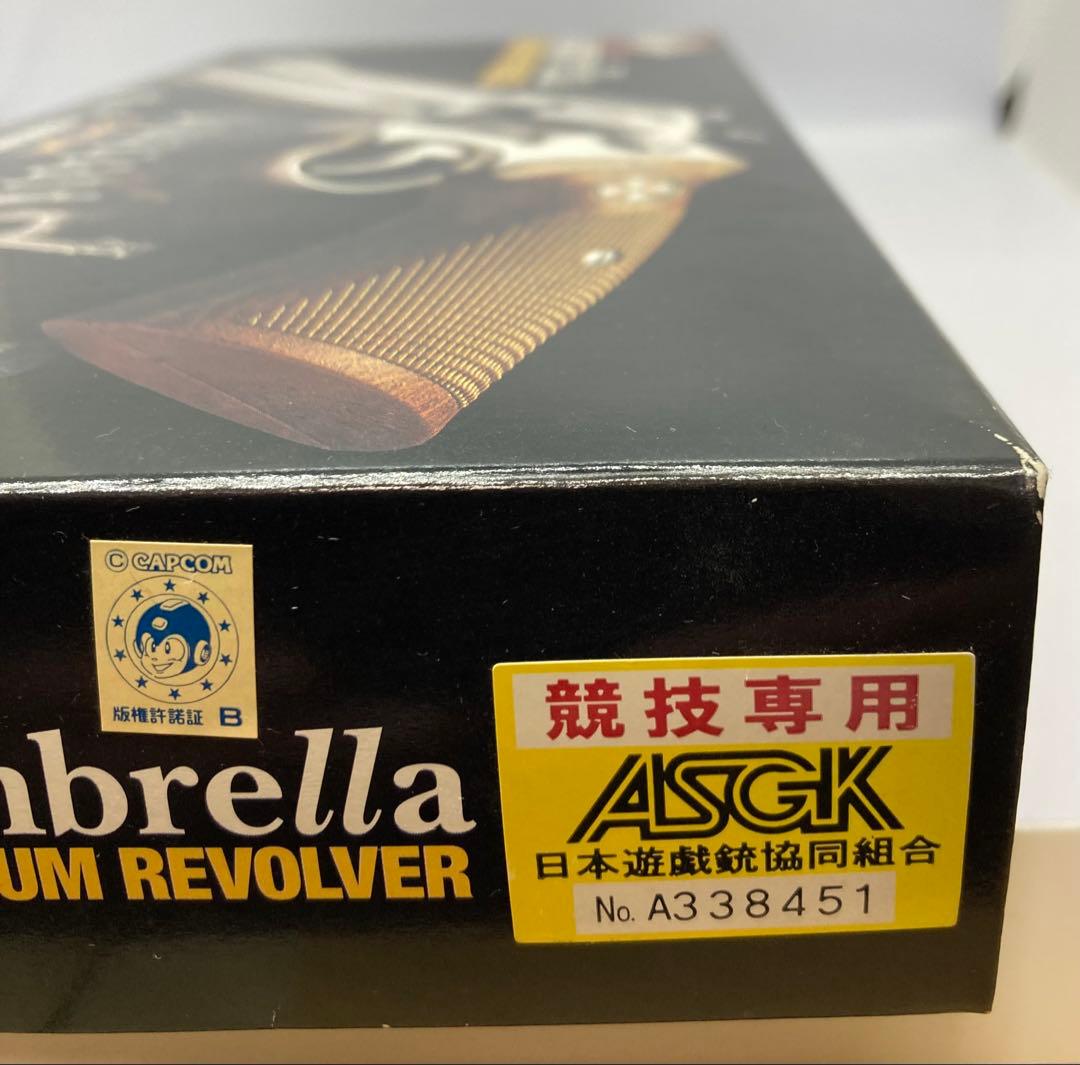 © CAPCOM
版権許諾証 B
mbrella
UM REVOLVER
競技専用
ASGK
日本遊戯銃協同組合
No. A338451